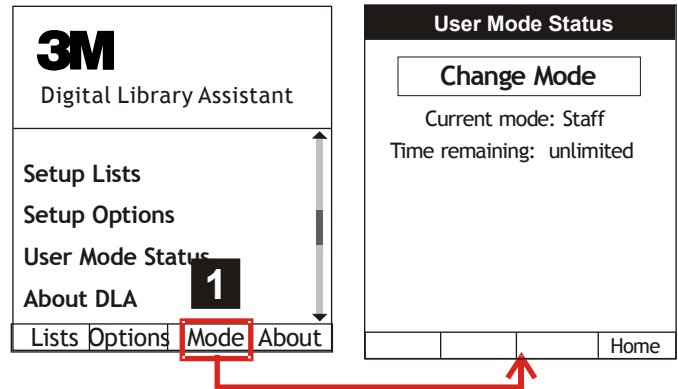 3M
Digital Library Assistant
Setup Lists
Setup Options
User Mode Status
About DLA
1
Lists Options Mode About
User Mode Status
Change Mode
Current mode: Staff
Time remaining: unlimited
Home